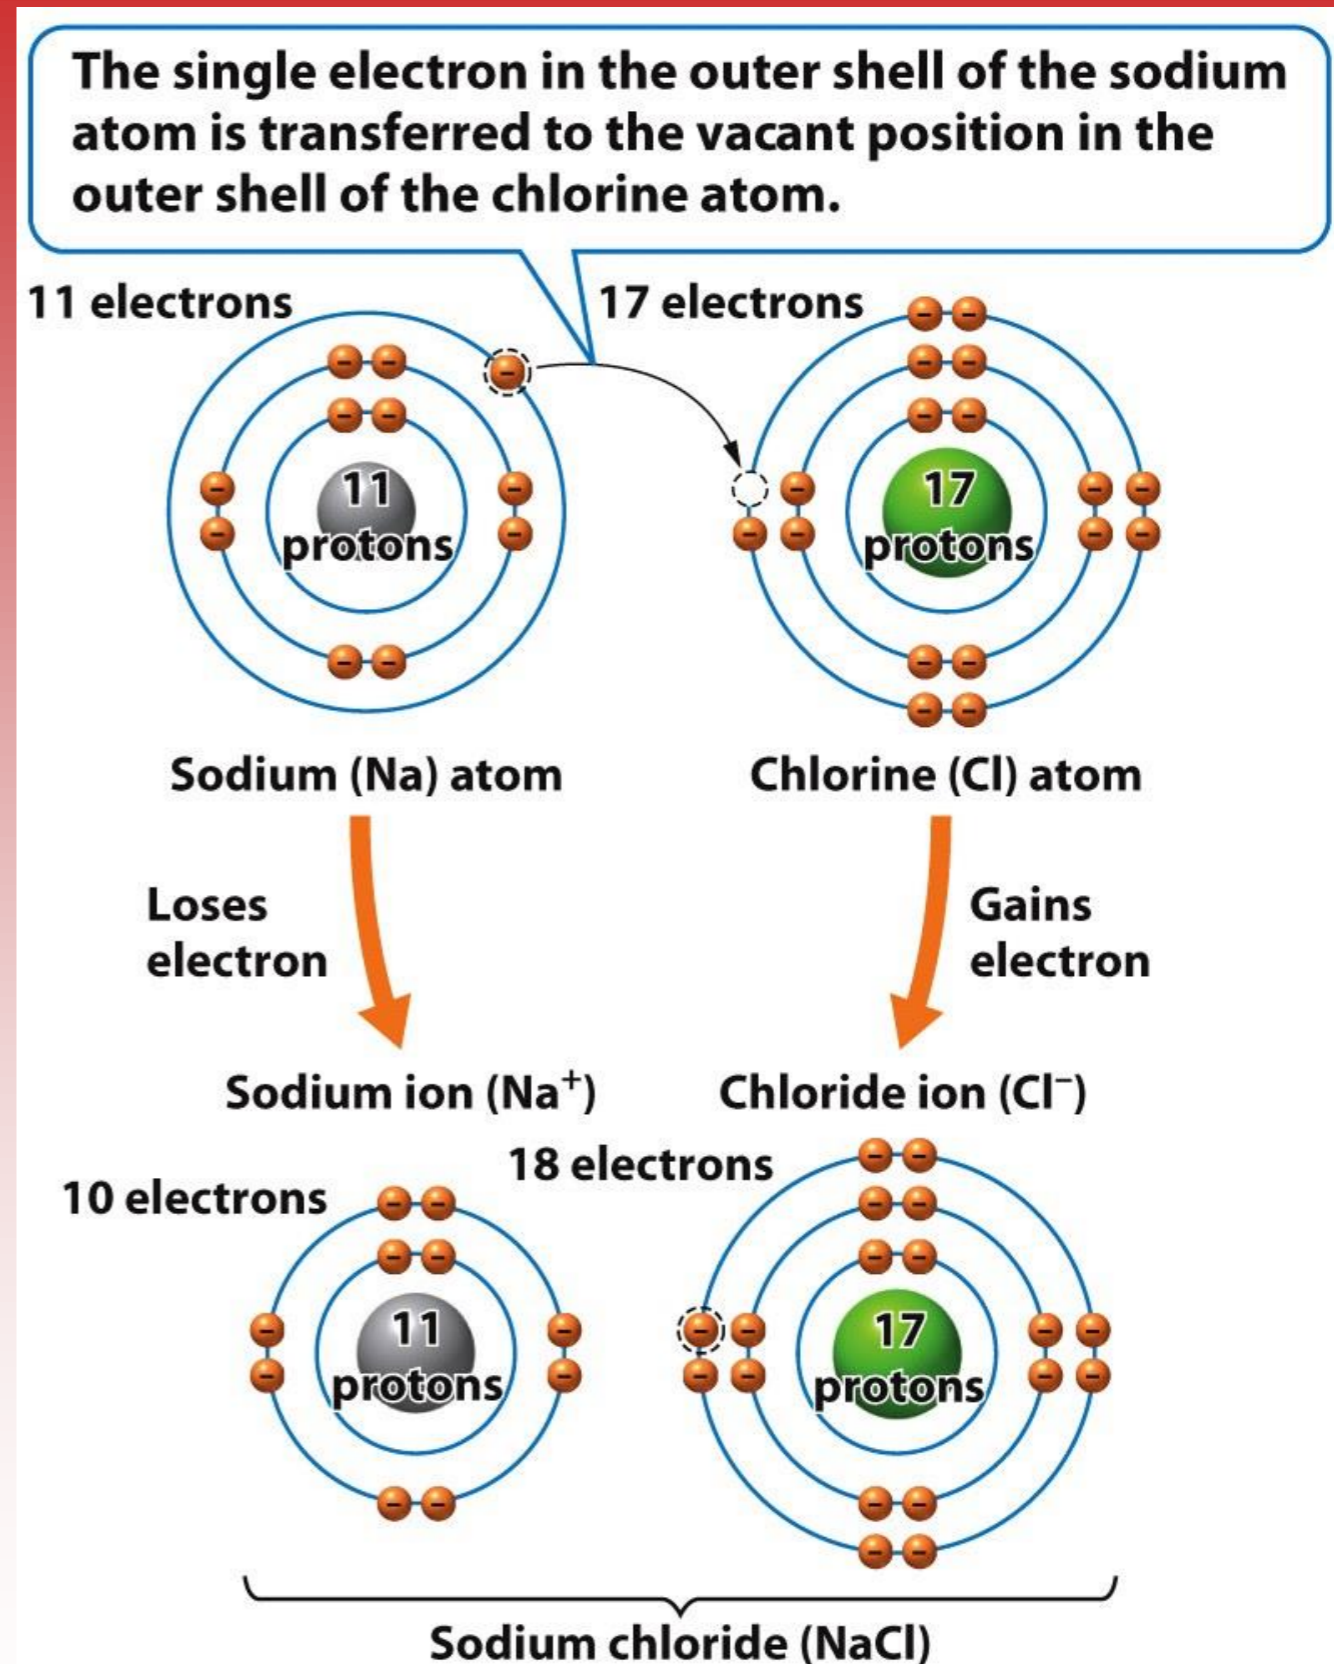 The single electron in the outer shell of the sodium
atom is transferred to the vacant position in the
outer shell of the chlorine atom.
11 electrons
17 electrons
11
protons
17
protons
Sodium (Na) atom
Chlorine (Cl) atom
Loses
electron
Gains
electron
Sodium ion (Na⁺)
Chloride ion (Cl⁻)
10 electrons
18 electrons
11
protons
17
protons
Sodium chloride (NaCl)